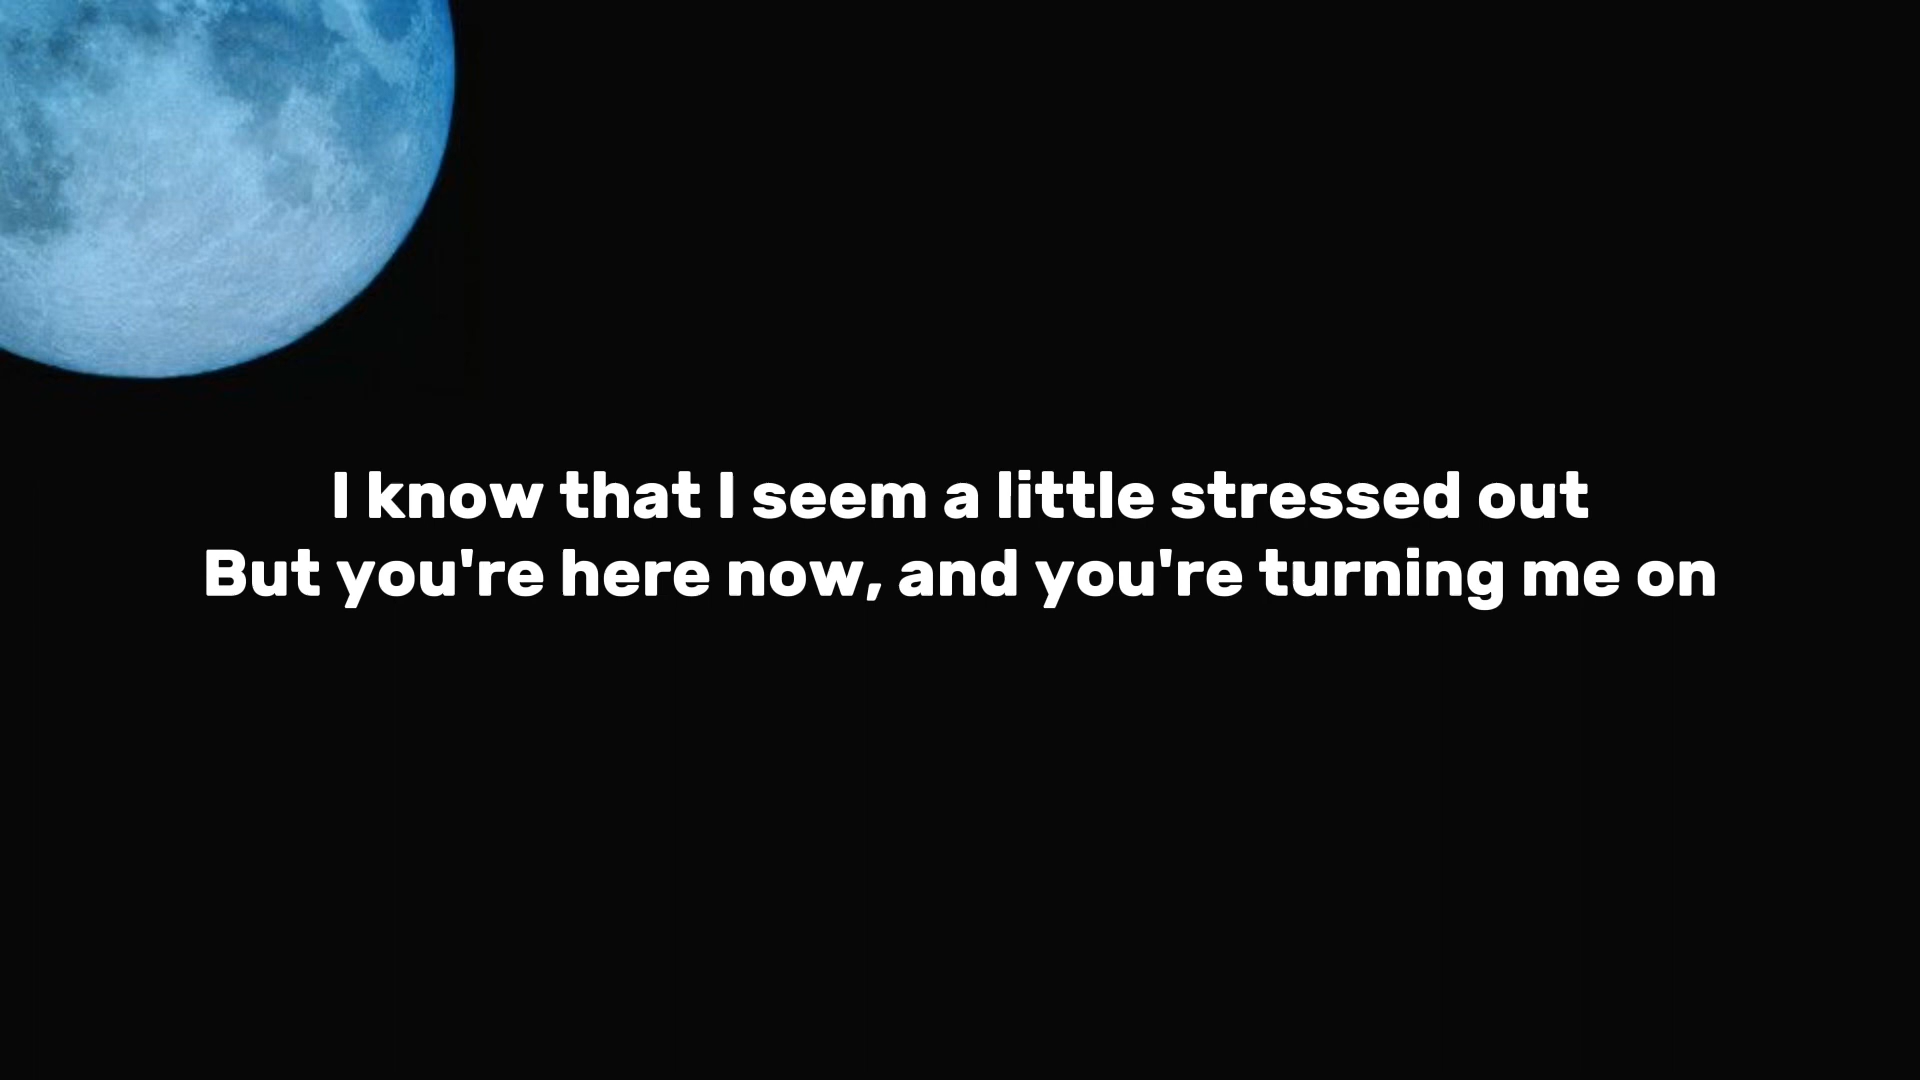 I know that I seem a little stressed out
But you're here now, and you're turning me on